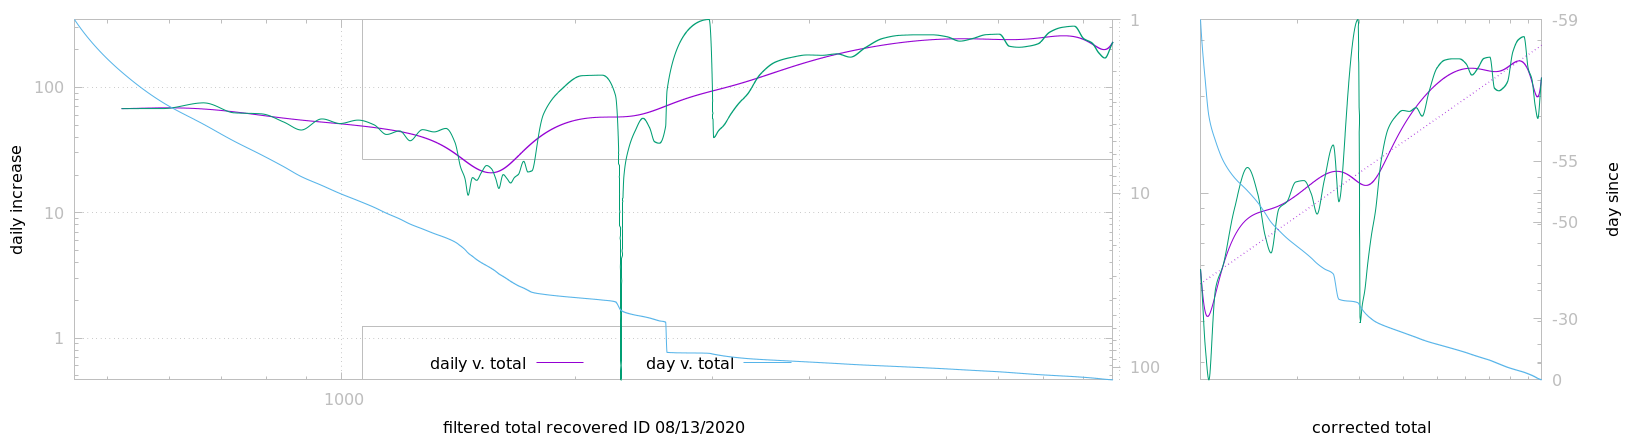 100
10
1
daily increase
1000
daily v. total
day v. total
filtered total recovered ID 08/13/2020
1
10
100
-59
-55
-50
-30
0
day since
corrected total